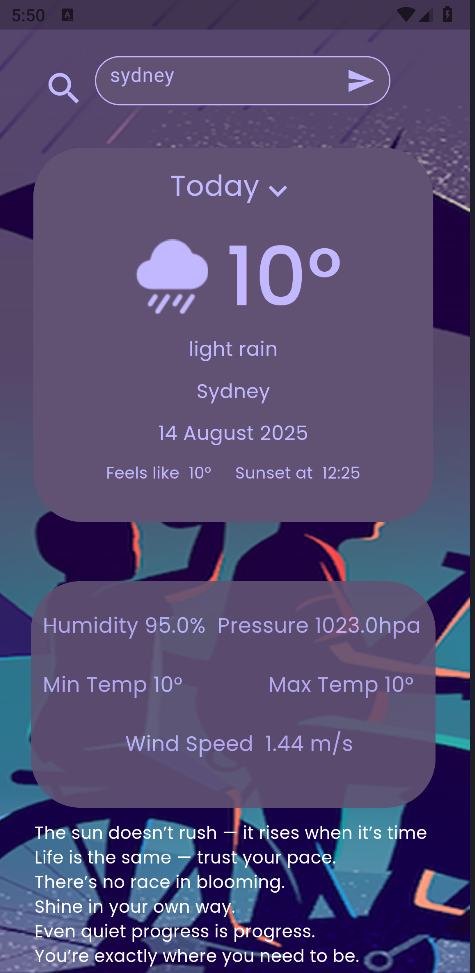 5:50
A
sydney
Today
10°
light rain
Sydney
14 August 2025
Feels like 10° Sunset at 12:25
Humidity 95.0% Pressure 1023.0hpa
Min Temp 10° Max Temp 10°
Wind Speed 1.44 m/s
The sun doesn’t rush — it rises when it’s time
Life is the same — trust your pace.
There’s no race in blooming.
Shine in your own way.
Even quiet progress is progress.
You’re exactly where you need to be.